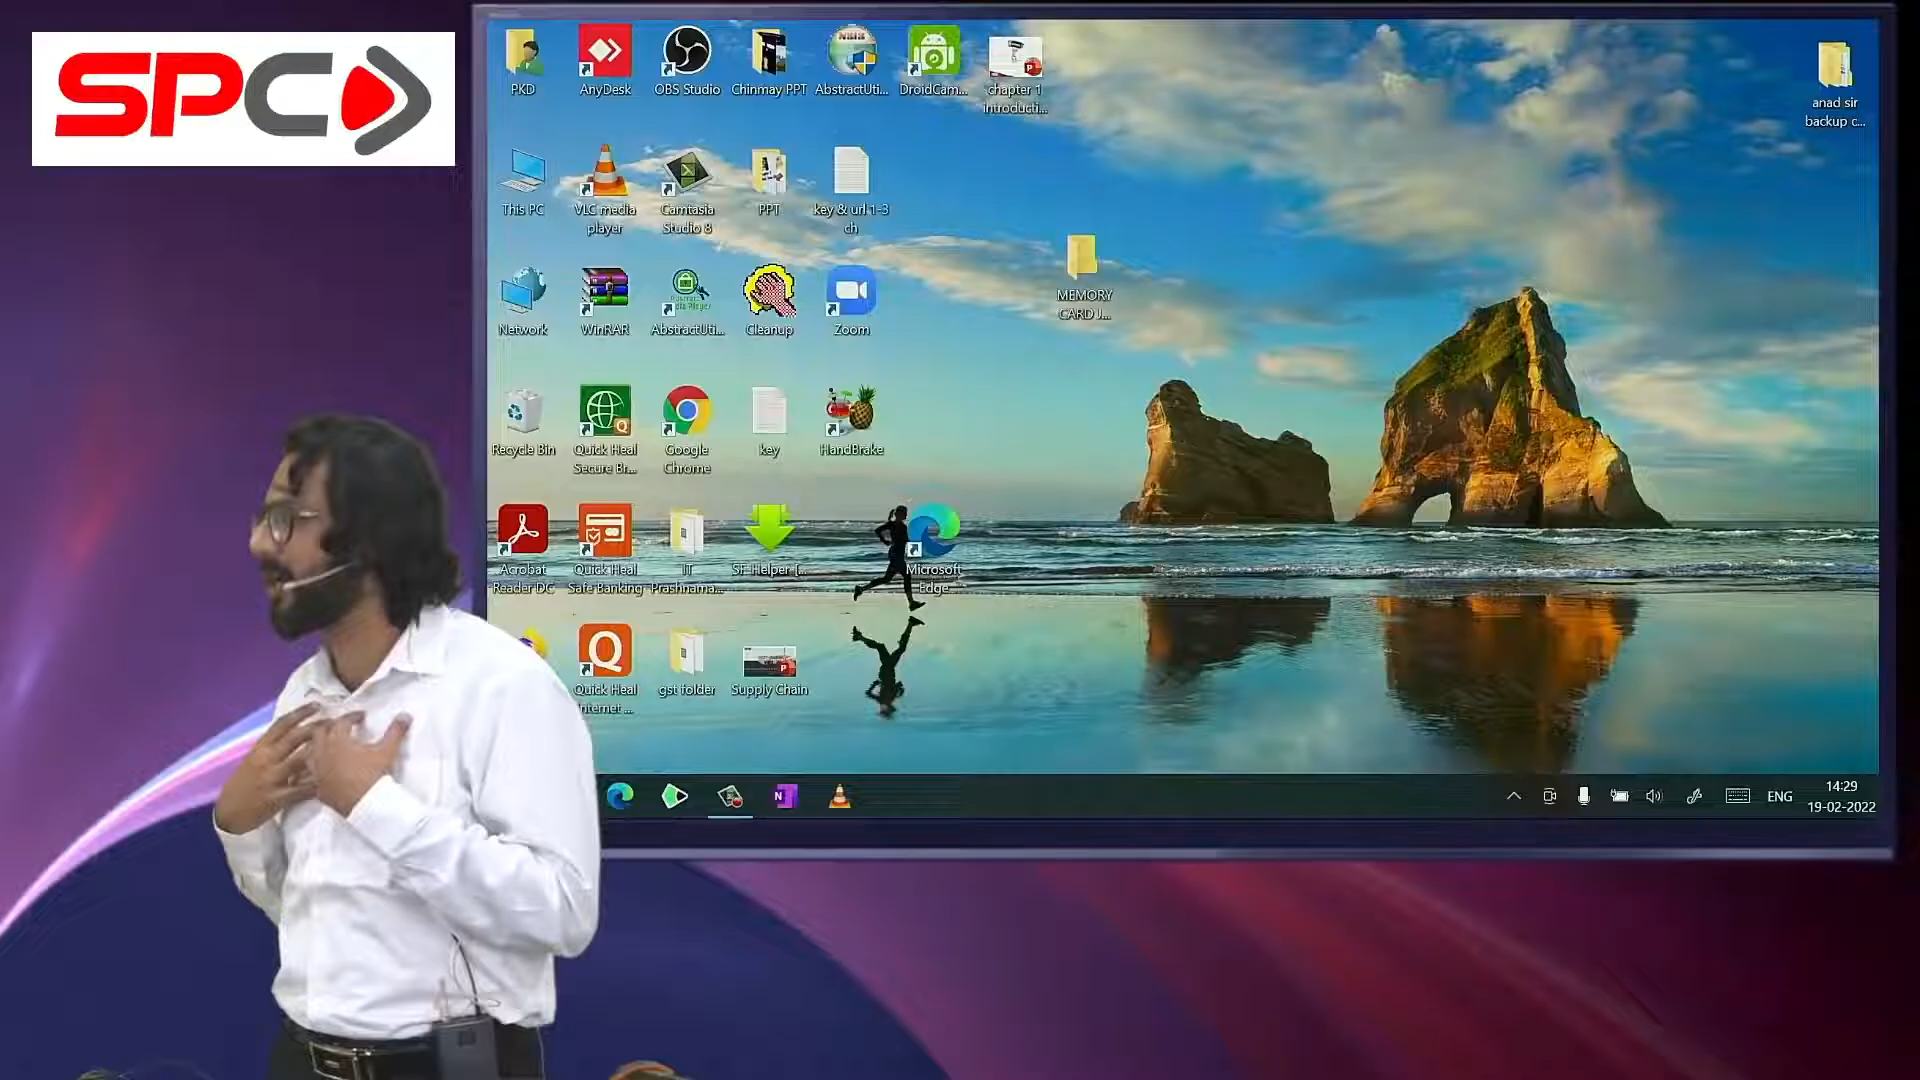 SPC
PKD
AnyDesk
OBS Studio
Chinmay PPT
AbstractUti...
DroidCam...
chapter 1
introducti...
anad sir
backup c...
This PC
VLC media
player
Camtasia
Studio 8
PPT
key & url 1-3
ch
MEMORY
CARD J...
Network
WinRAR
AbstractUti...
Cleanup
Zoom
Recycle Bin
Quick Heal
Secure Br...
Google
Chrome
key
HandBrake
Acrobat
Reader DC
Quick Heal
Safe Banking
IT
Prashnama...
SF Helper (...
Microsoft
Edge
Quick Heal
Internet ...
gst folder
Supply Chain
ENG
14:29
19-02-2022